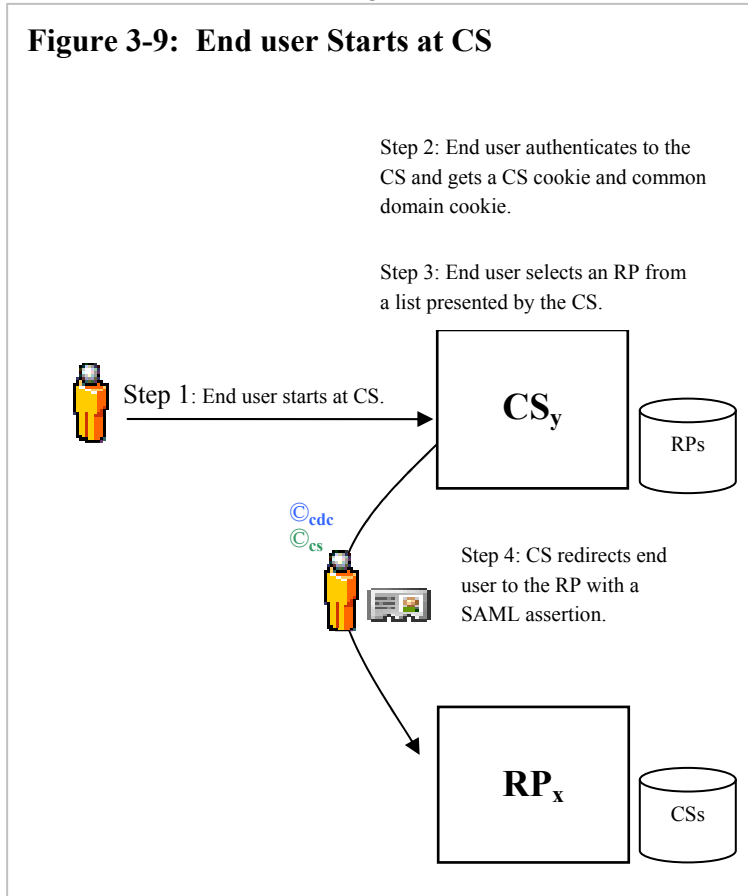 Figure 3-9: End user Starts at CS
Step 2: End user authenticates to the
CS and gets a CS cookie and common
domain cookie.
Step 3: End user selects an RP from
a list presented by the CS.
Step 1: End user starts at CS.
CSy
RPs
©cdc
©cs
Step 4: CS redirects end
user to the RP with a
SAML assertion.
RPx
CSs